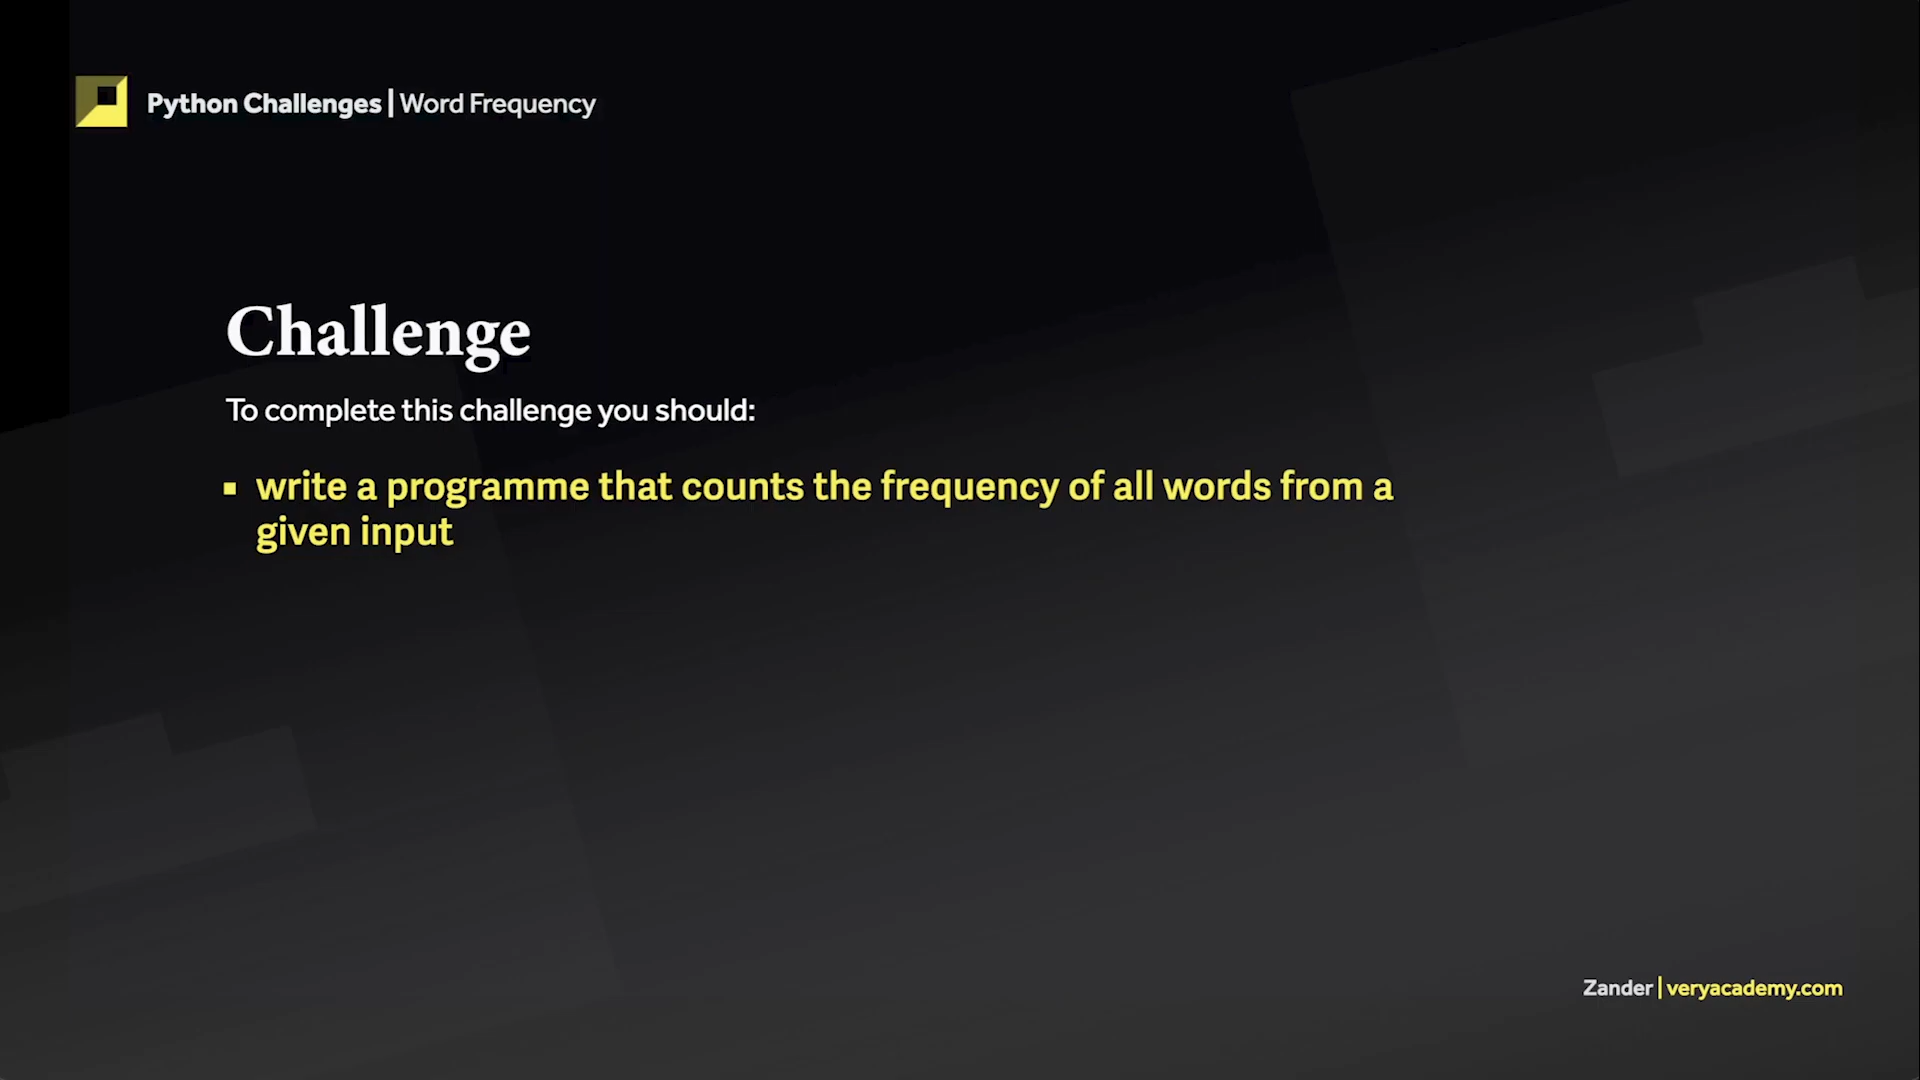 Python Challenges | Word Frequency
Challenge
To complete this challenge you should:
▪ write a programme that counts the frequency of all words from a
given input
Zander | veryacademy.com